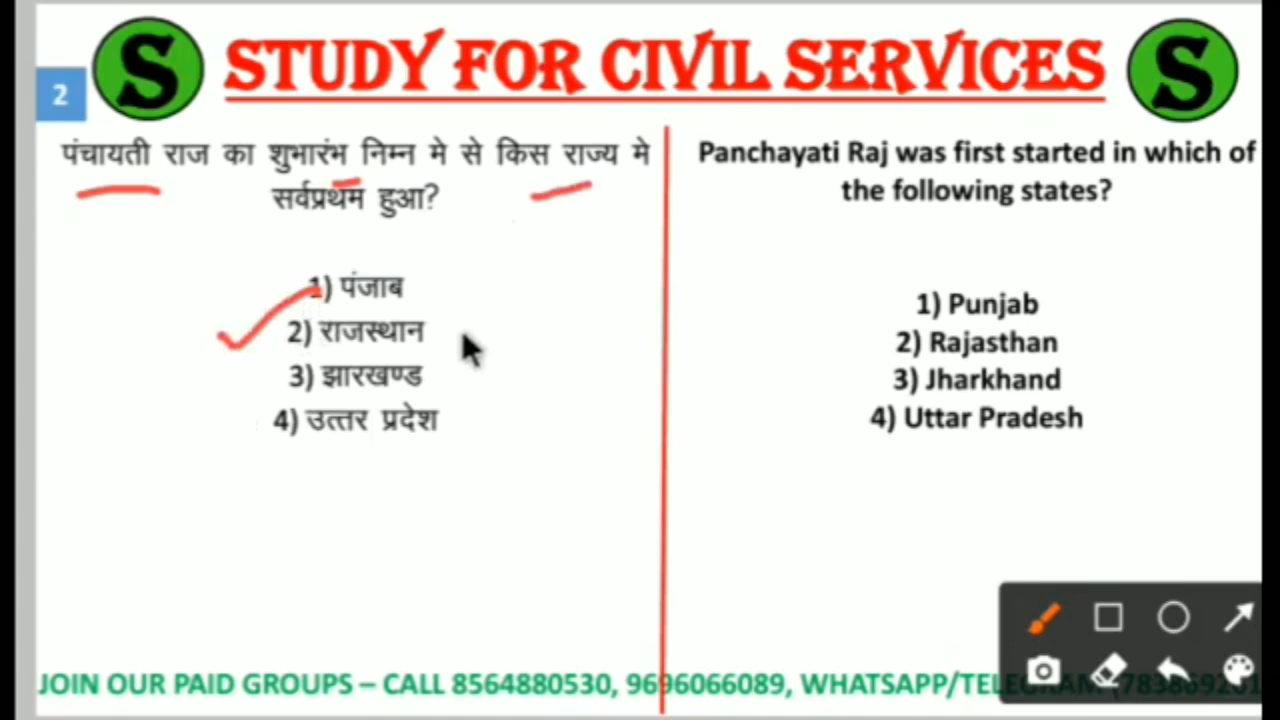 S STUDY FOR CIVIL SERVICES S
2
पंचायती राज का शुभारंभ निम्न मे से किस राज्य मे
सर्वप्रथम हुआ?
1) पंजाब
2) राजस्थान
3) झारखण्ड
4) उत्तर प्रदेश
Panchayati Raj was first started in which of
the following states?
1) Punjab
2) Rajasthan
3) Jharkhand
4) Uttar Pradesh
JOIN OUR PAID GROUPS – CALL 8564880530, 9696066089, WHATSAPP/TELEGRAM